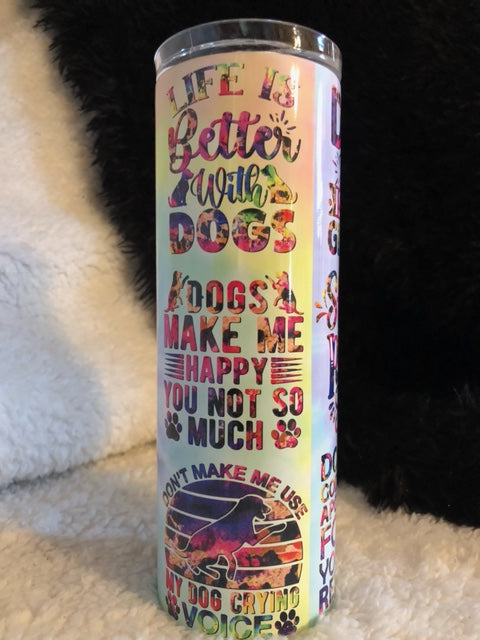 LIFE IS
Better
With
DOGS
DOGS
MAKE ME
HAPPY
YOU NOT SO
MUCH
DON'T MAKE ME USE
MY DOG CRYING
VOICE